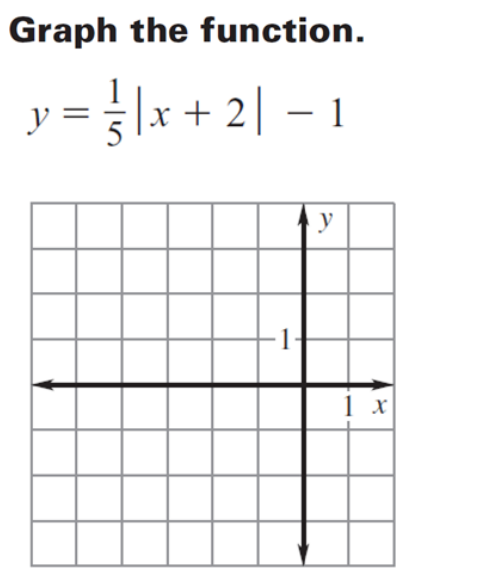 Graph the function.
y = 1/5 |x + 2| − 1
y
1
1 x